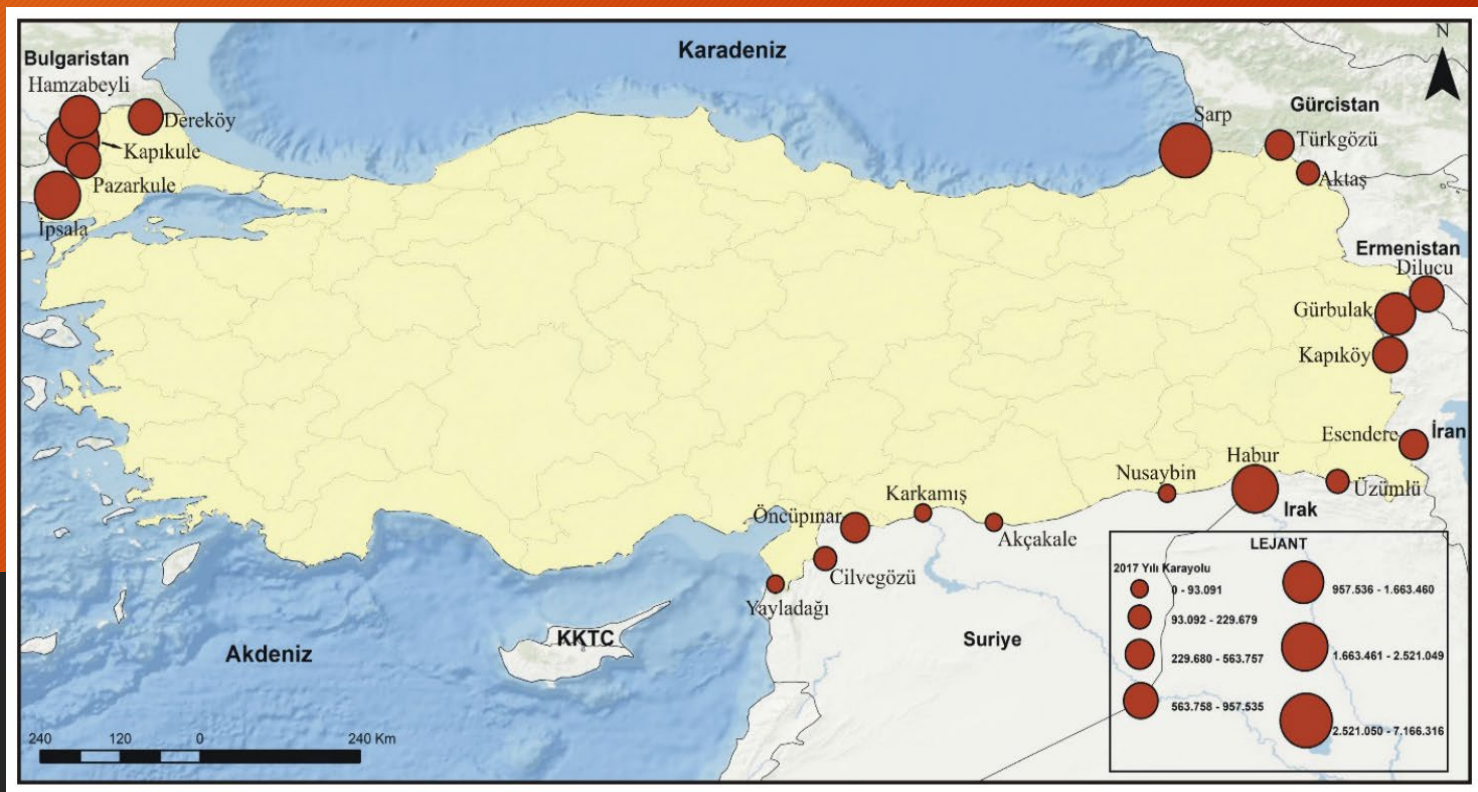 Bulgaristan
Hamzabeyli
Dereköy
Kapıkule
Pazarkule
İpsala
Karadeniz
N
Gürcistan
Sarp
Türkgözü
Aktaş
Ermenistan
Dilucu
Gürbulak
Kapıköy
Esendere
İran
Habur
Nusaybin
Üzümlü
Irak
Karkamış
Öncüpınar
Akçakale
Cilvegözü
Yayladağı
KKTC
Suriye
Akdeniz
240 120 0 240 Km
LEJANT
2017 Yılı Karayolu
0 - 93.091
93.092 - 229.679
229.680 - 563.757
563.758 - 957.535
957.536 - 1.663.460
1.663.461 - 2.521.049
2.521.050 - 7.166.316